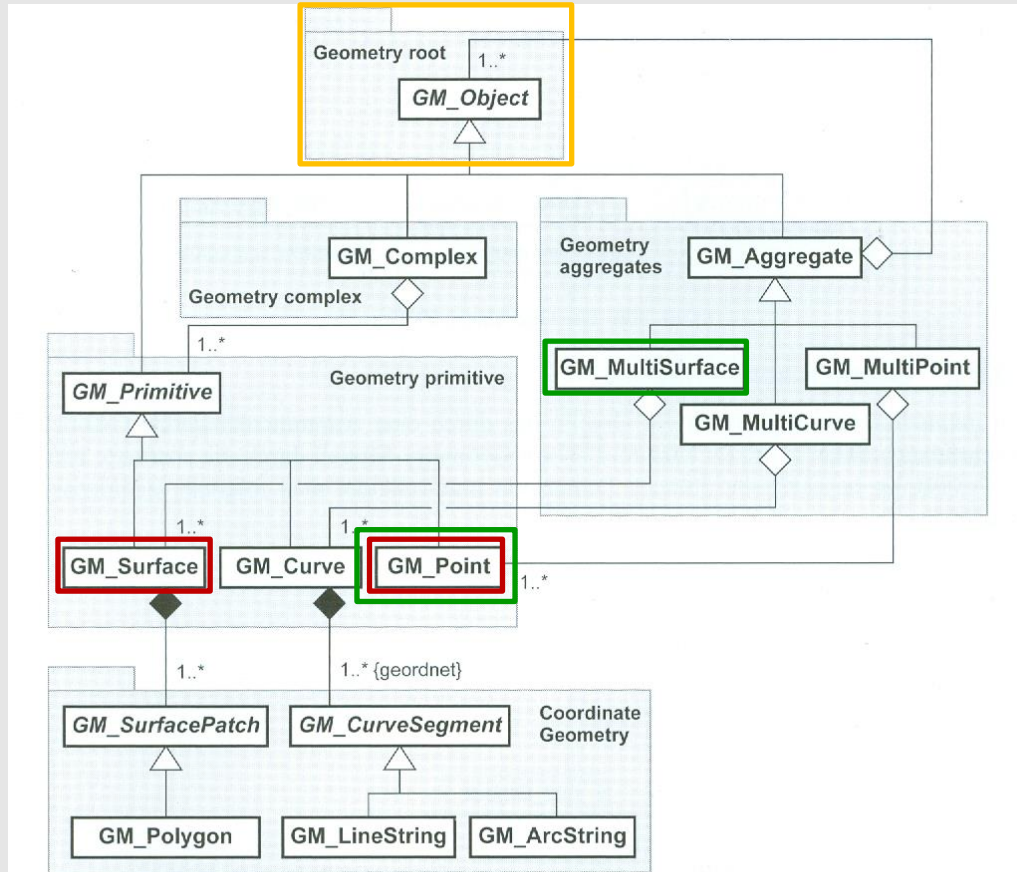 Geometry root
1..*
GM_Object
GM_Complex
Geometry complex
Geometry
aggregates
GM_Aggregate
1..*
GM_Primitive
Geometry primitive
GM_MultiSurface
GM_MultiPoint
GM_MultiCurve
1..*
1..*
GM_Surface
GM_Curve
GM_Point
1..*
1..*
1..* {geordnet}
GM_SurfacePatch
GM_CurveSegment
Coordinate
Geometry
GM_Polygon
GM_LineString
GM_ArcString